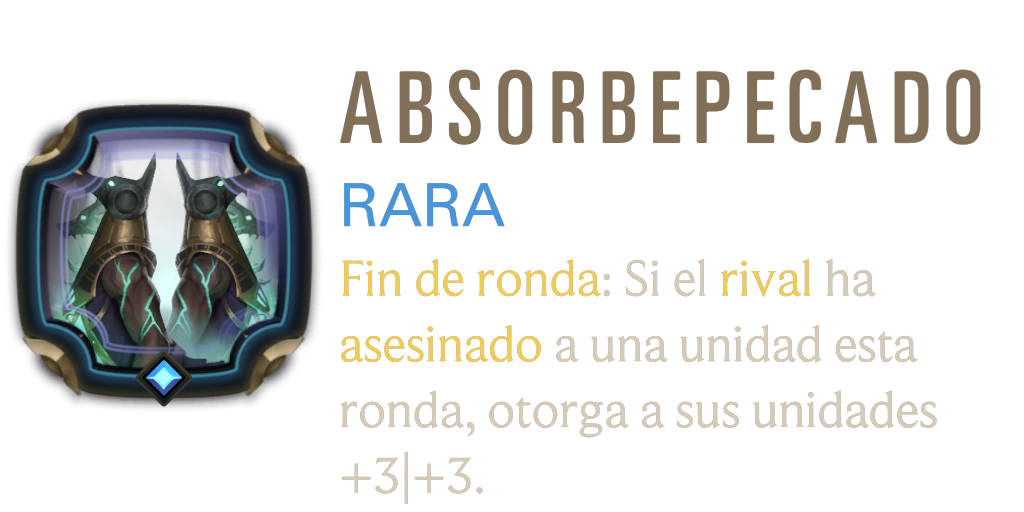 ABSORBEPECADO
RARA
Fin de ronda: Si el rival ha
asesinado a una unidad esta
ronda, otorga a sus unidades
+3|+3.